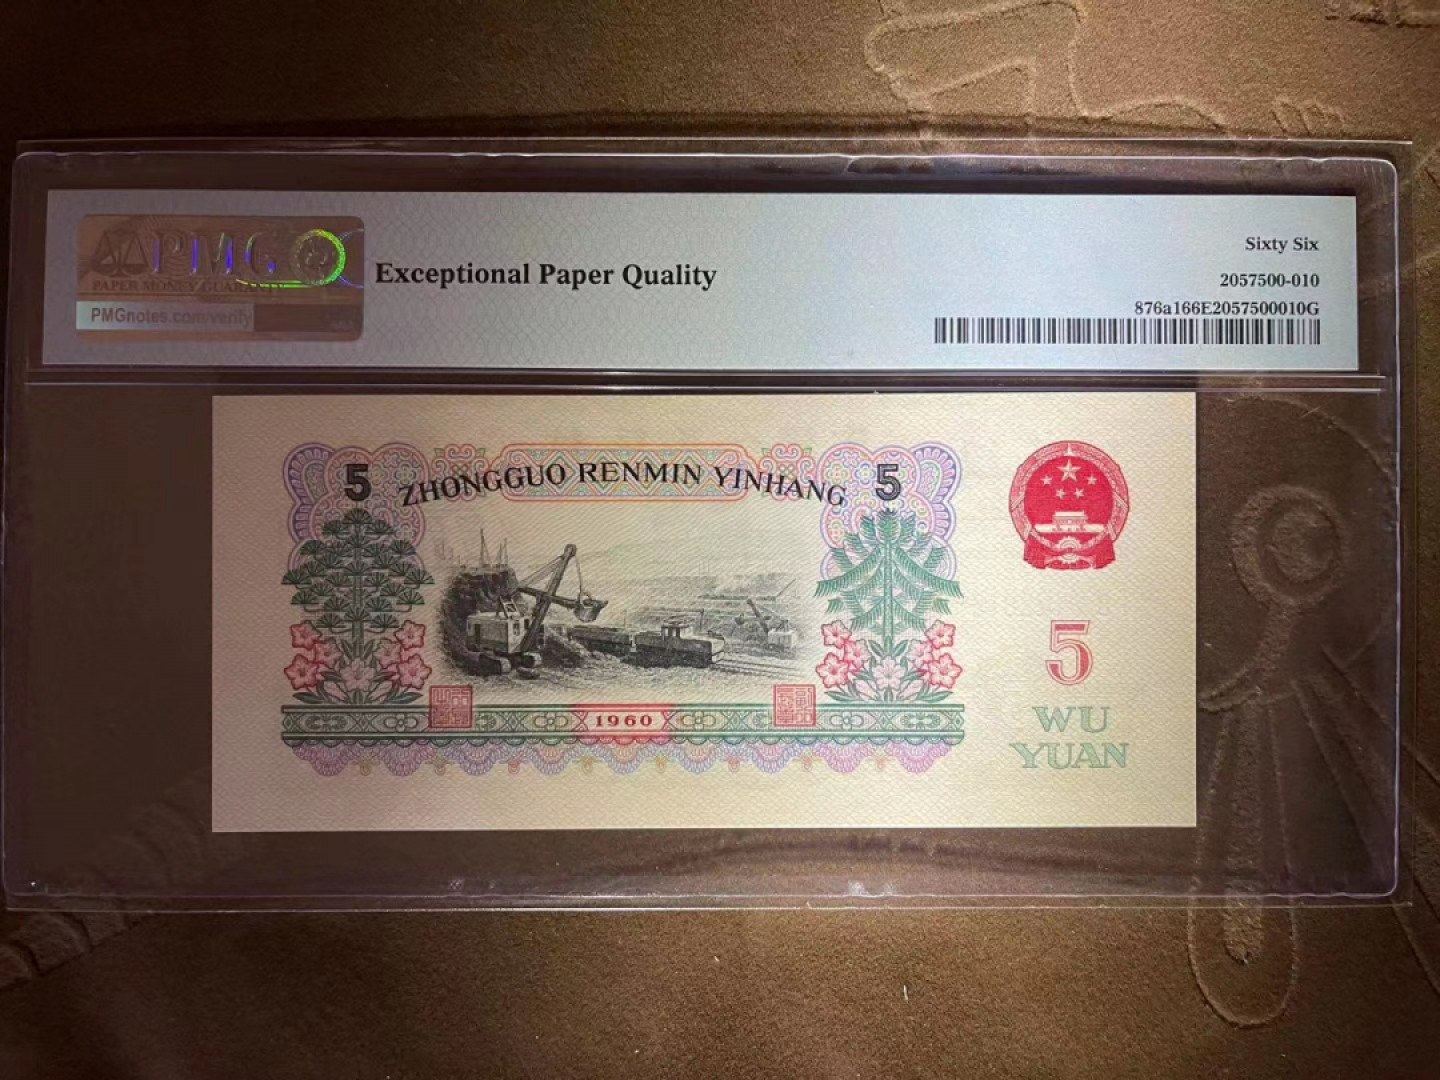 PMG
PAPER MONEY GUARANTY
PMGnotes.com/verify
Exceptional Paper Quality
Sixty Six
2057500-010
876a166E2057500010G
5 ZHONGGUO RENMIN YINHANG 5
1960
5
WU
YUAN